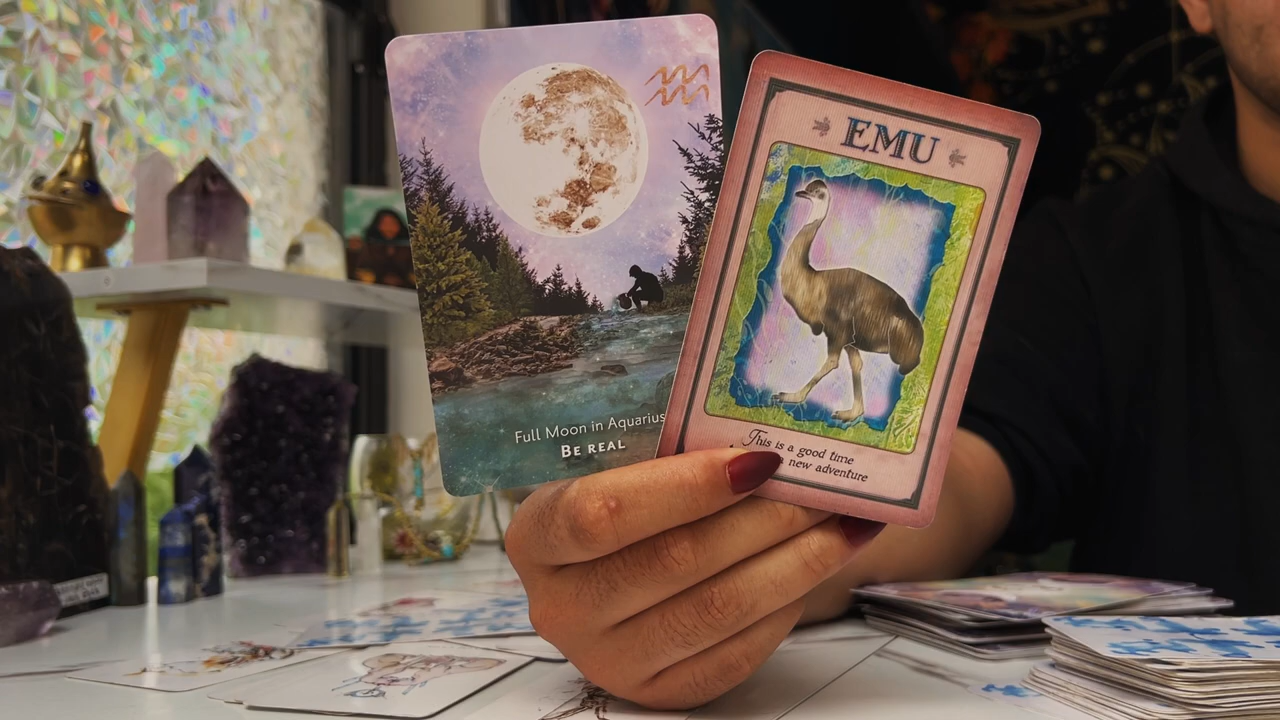 Full Moon in Aquarius
BE REAL
EMU
This is a good time
a new adventure